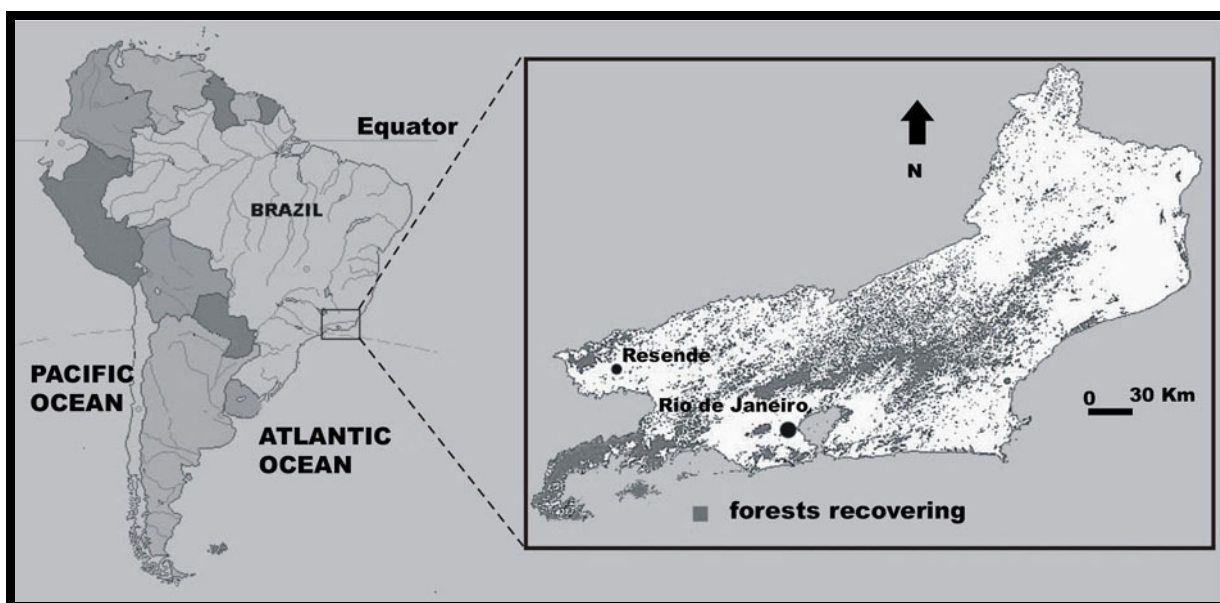 Equator
BRAZIL
PACIFIC
OCEAN
ATLANTIC
OCEAN
N
Resende
Rio de Janeiro
0 30 Km
forests recovering